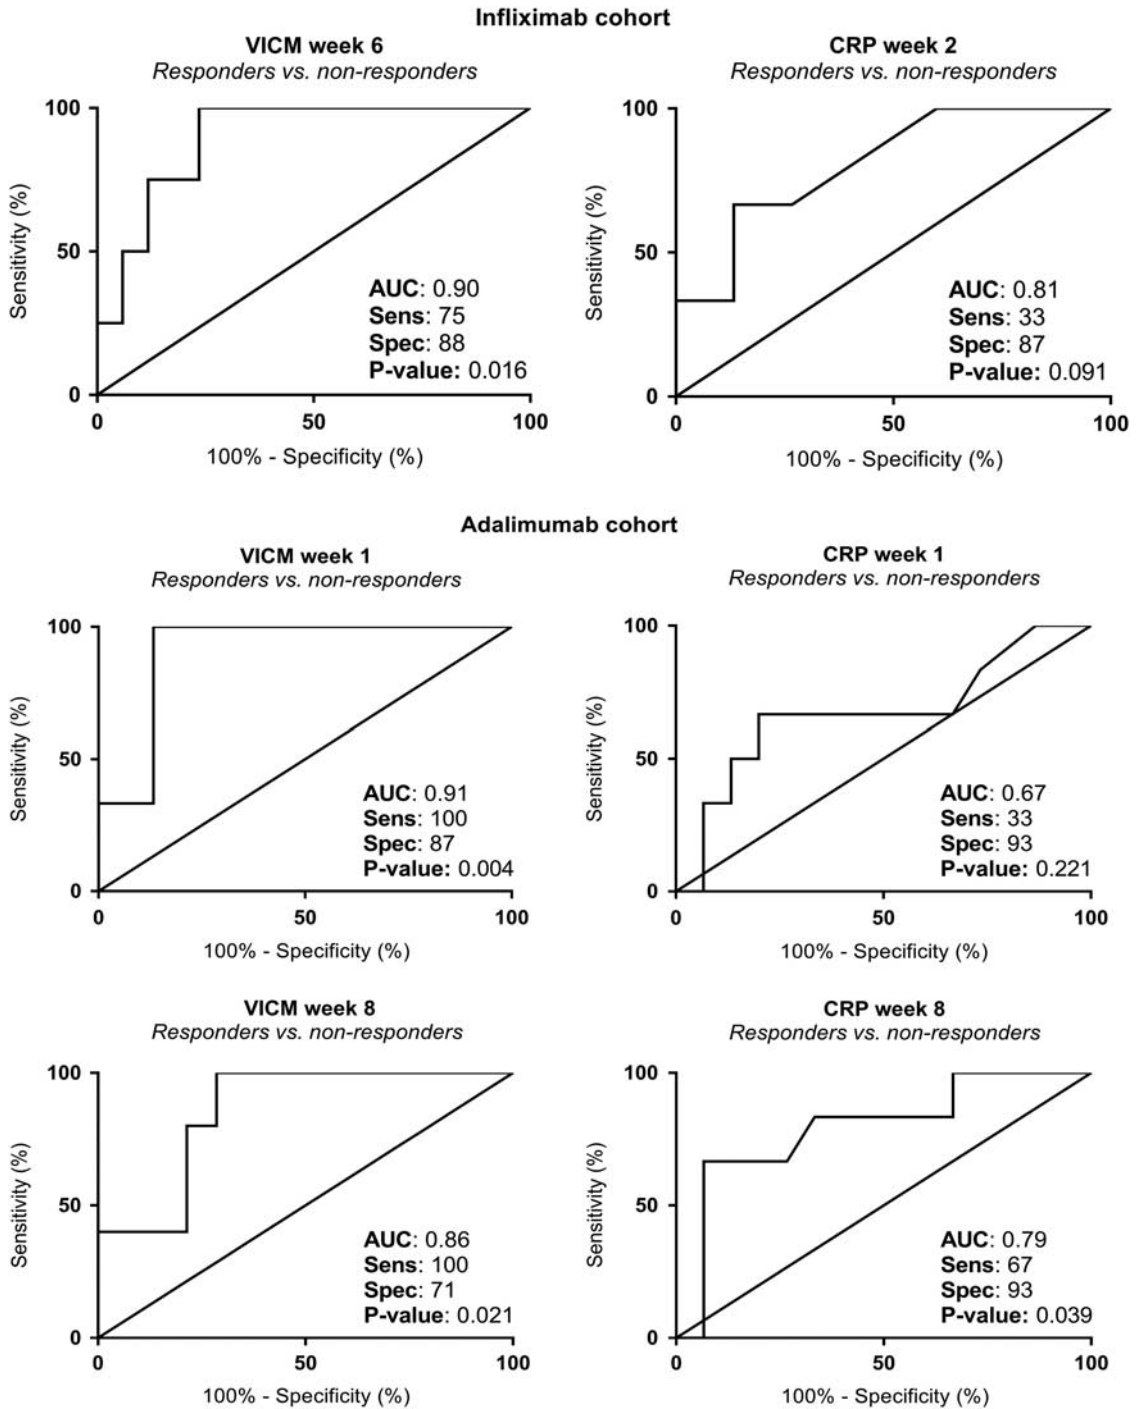 Infliximab cohort
VICM week 6
Responders vs. non-responders
100
50
0
Sensitivity (%)
AUC: 0.90
Sens: 75
Spec: 88
P-value: 0.016
0
50
100
100% - Specificity (%)
CRP week 2
Responders vs. non-responders
100
50
0
Sensitivity (%)
AUC: 0.81
Sens: 33
Spec: 87
P-value: 0.091
0
50
100
100% - Specificity (%)
Adalimumab cohort
VICM week 1
Responders vs. non-responders
100
50
0
Sensitivity (%)
AUC: 0.91
Sens: 100
Spec: 87
P-value: 0.004
0
50
100
100% - Specificity (%)
CRP week 1
Responders vs. non-responders
100
50
0
Sensitivity (%)
AUC: 0.67
Sens: 33
Spec: 93
P-value: 0.221
0
50
100
100% - Specificity (%)
VICM week 8
Responders vs. non-responders
100
50
0
Sensitivity (%)
AUC: 0.86
Sens: 100
Spec: 71
P-value: 0.021
0
50
100
100% - Specificity (%)
CRP week 8
Responders vs. non-responders
100
50
0
Sensitivity (%)
AUC: 0.79
Sens: 67
Spec: 93
P-value: 0.039
0
50
100
100% - Specificity (%)